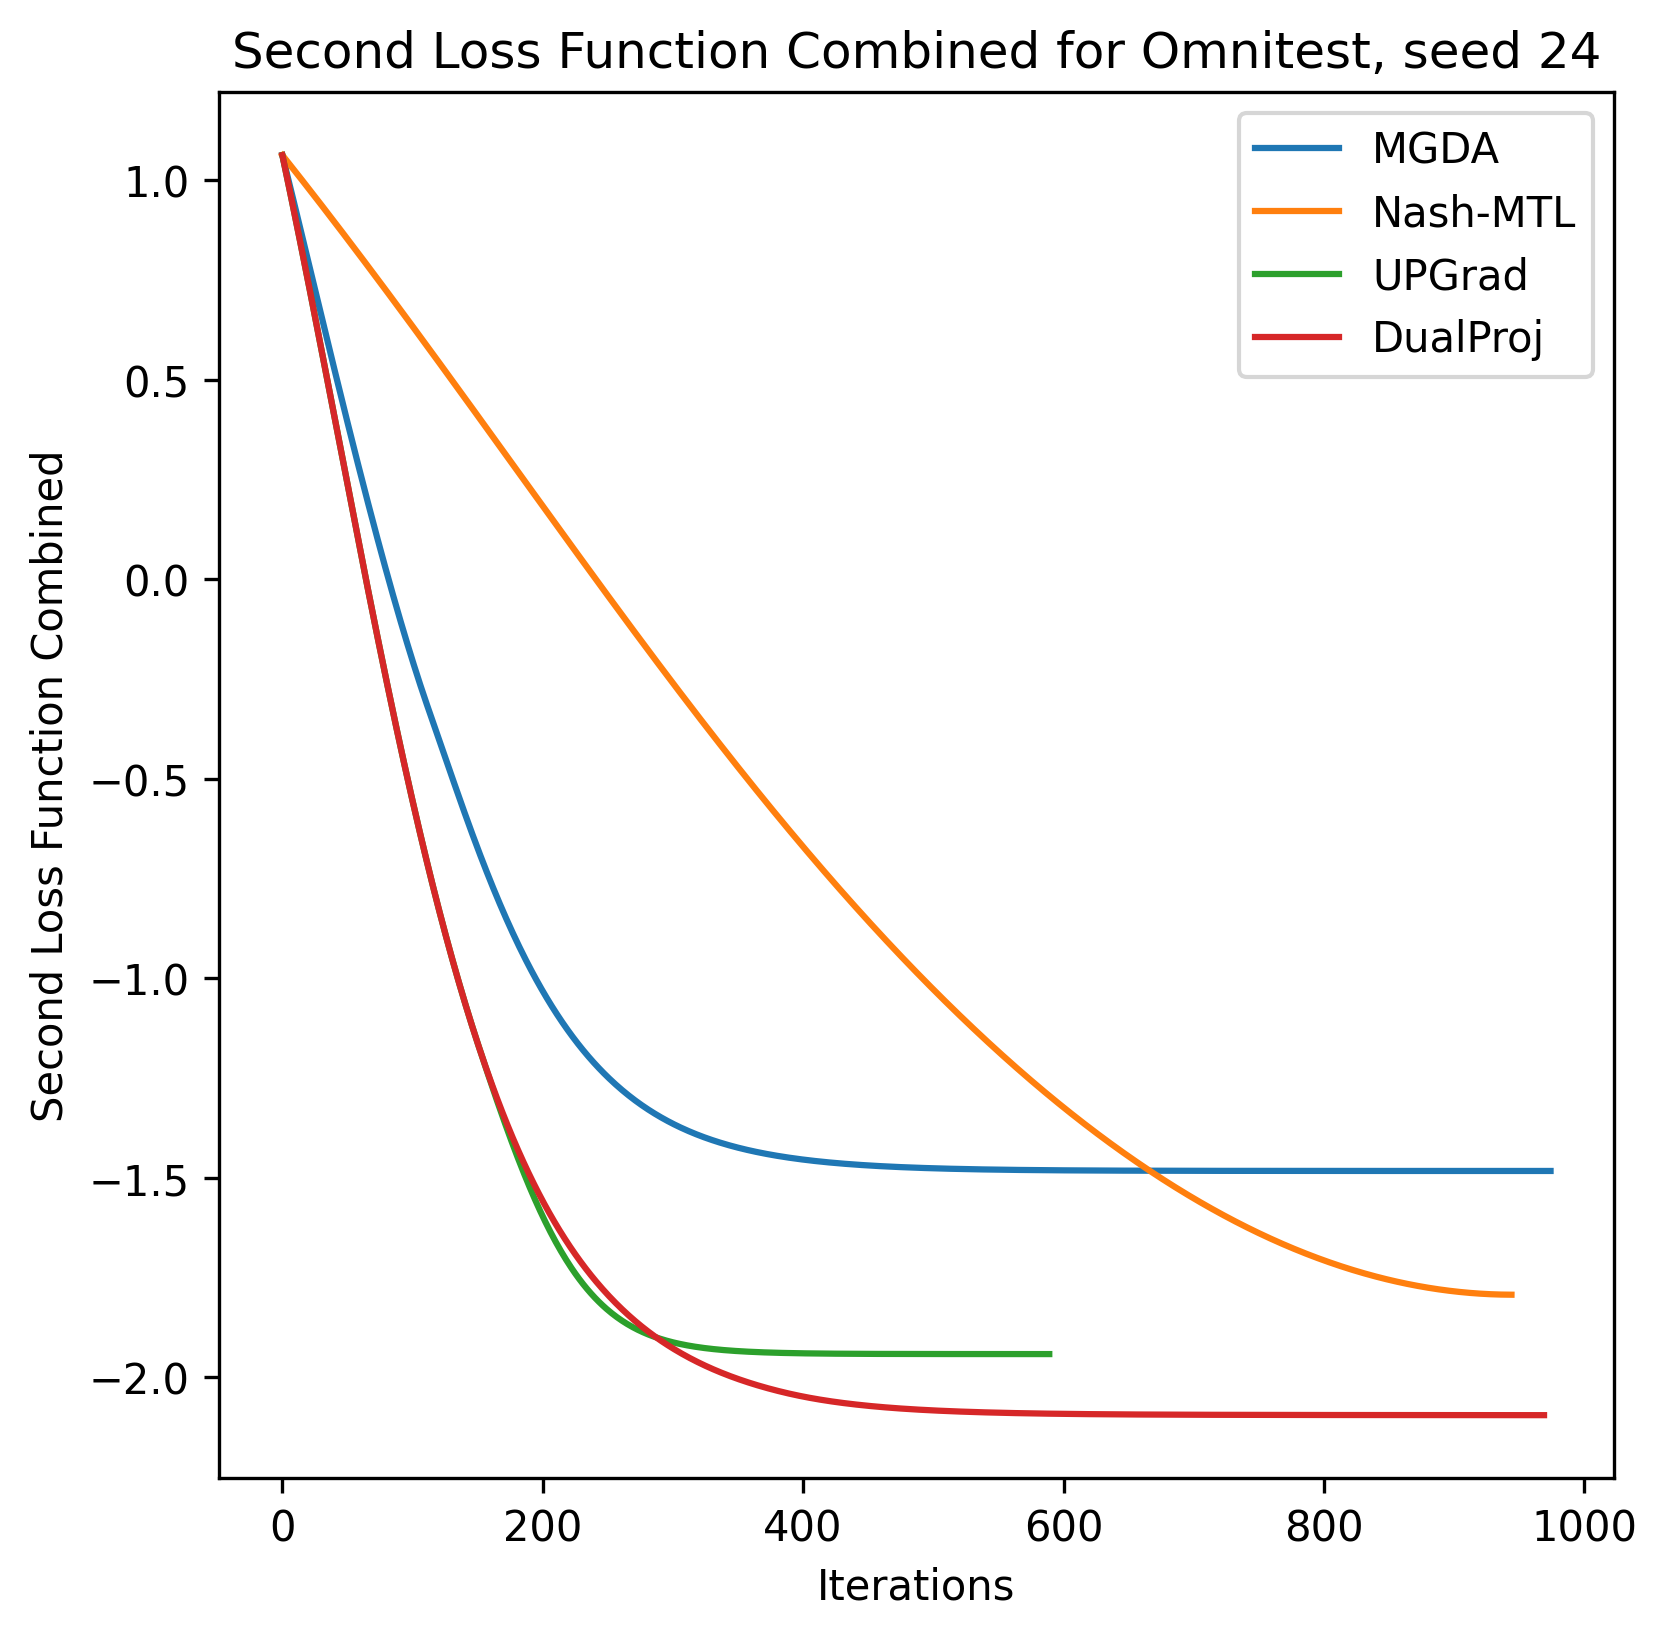 Second Loss Function Combined for Omnitest, seed 24
MGDA
Nash-MTL
UPGrad
DualProj
Second Loss Function Combined
1.0
0.5
0.0
−0.5
−1.0
−1.5
−2.0
0 200 400 600 800 1000
Iterations